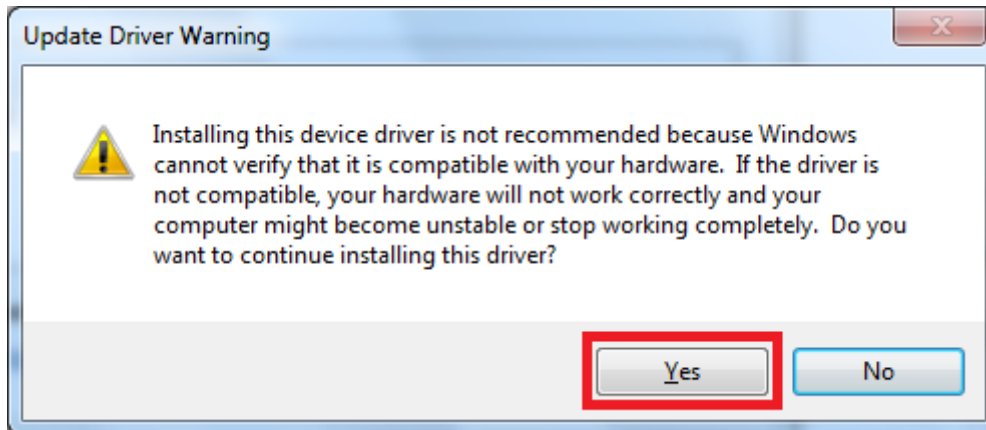 Update Driver Warning
Installing this device driver is not recommended because Windows
cannot verify that it is compatible with your hardware.  If the driver is
not compatible, your hardware will not work correctly and your
computer might become unstable or stop working completely.  Do you
want to continue installing this driver?
Yes
No